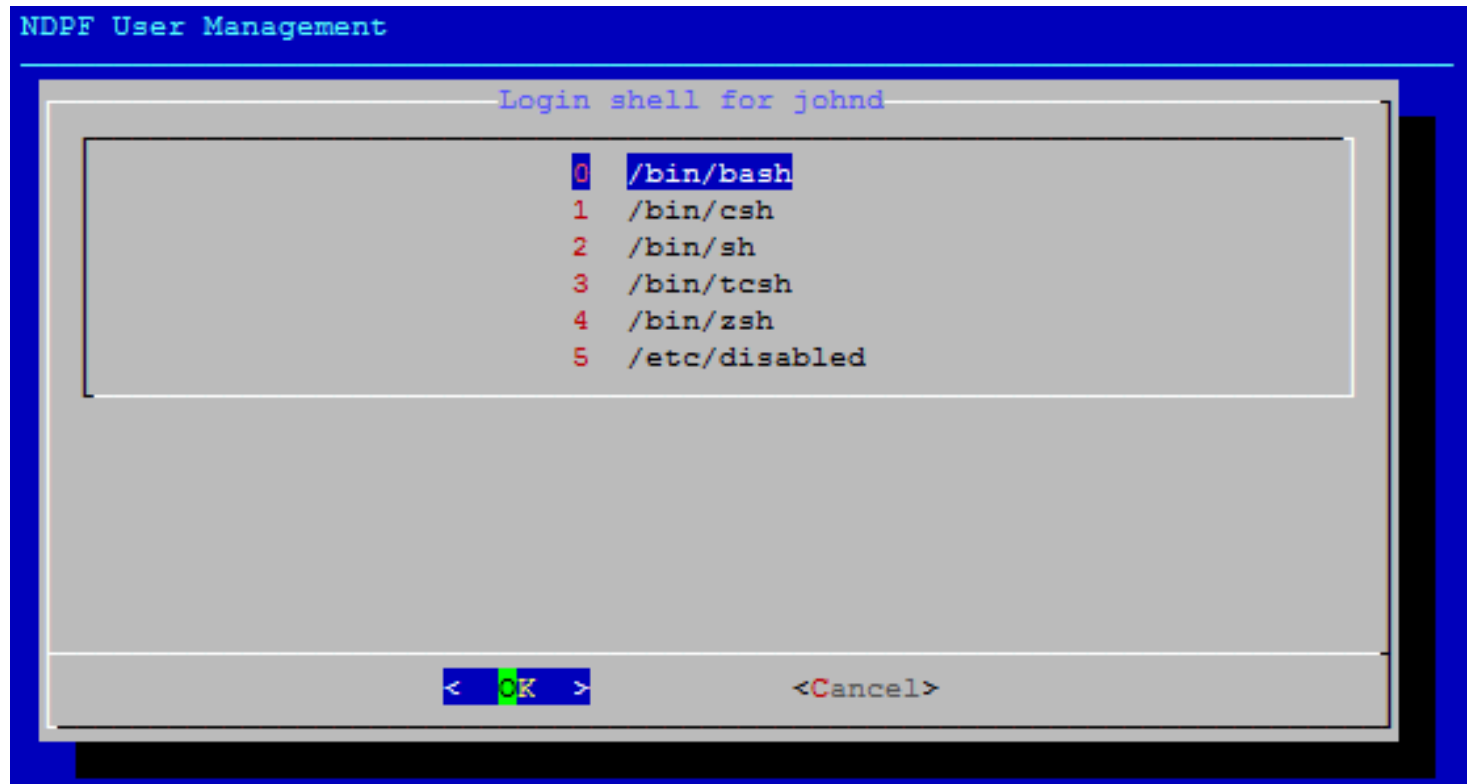 NDPF User Management
Login shell for johnd
0 /bin/bash
1 /bin/csh
2 /bin/sh
3 /bin/tcsh
4 /bin/zsh
5 /etc/disabled
< OK > <Cancel>